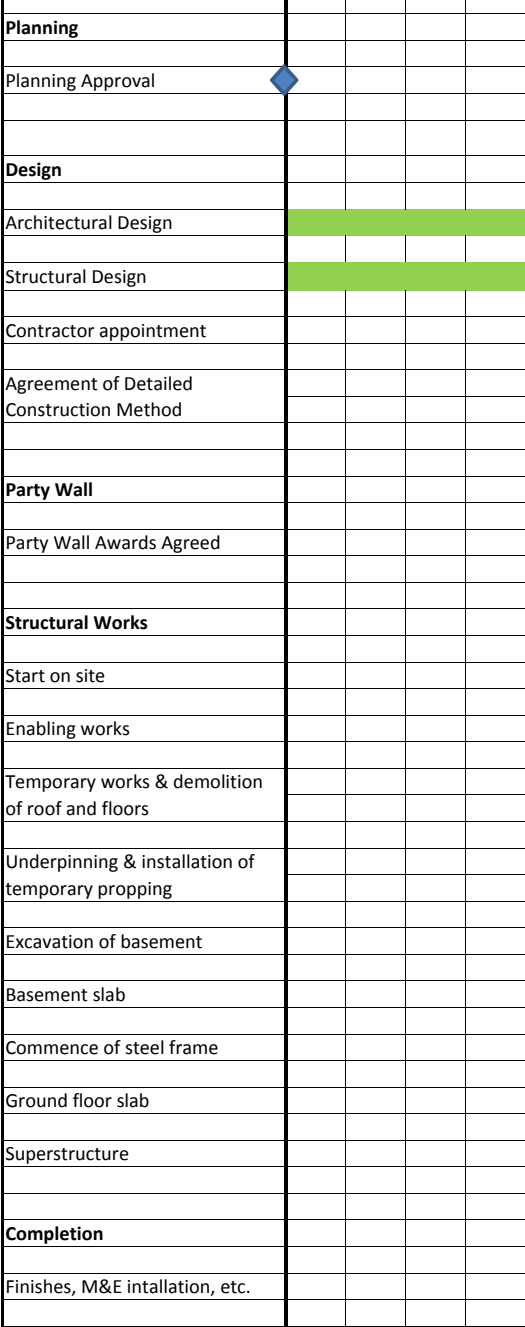 Planning
Planning Approval
Design
Architectural Design
Structural Design
Contractor appointment
Agreement of Detailed
Construction Method
Party Wall
Party Wall Awards Agreed
Structural Works
Start on site
Enabling works
Temporary works & demolition
of roof and floors
Underpinning & installation of
temporary propping
Excavation of basement
Basement slab
Commence of steel frame
Ground floor slab
Superstructure
Completion
Finishes, M&E intallation, etc.